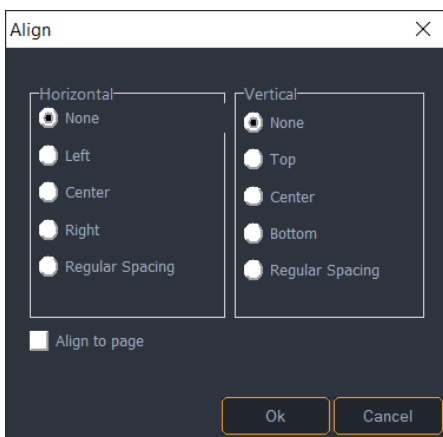 Align
Horizontal
None
Left
Center
Right
Regular Spacing
Vertical
None
Top
Center
Bottom
Regular Spacing
Align to page
Ok
Cancel